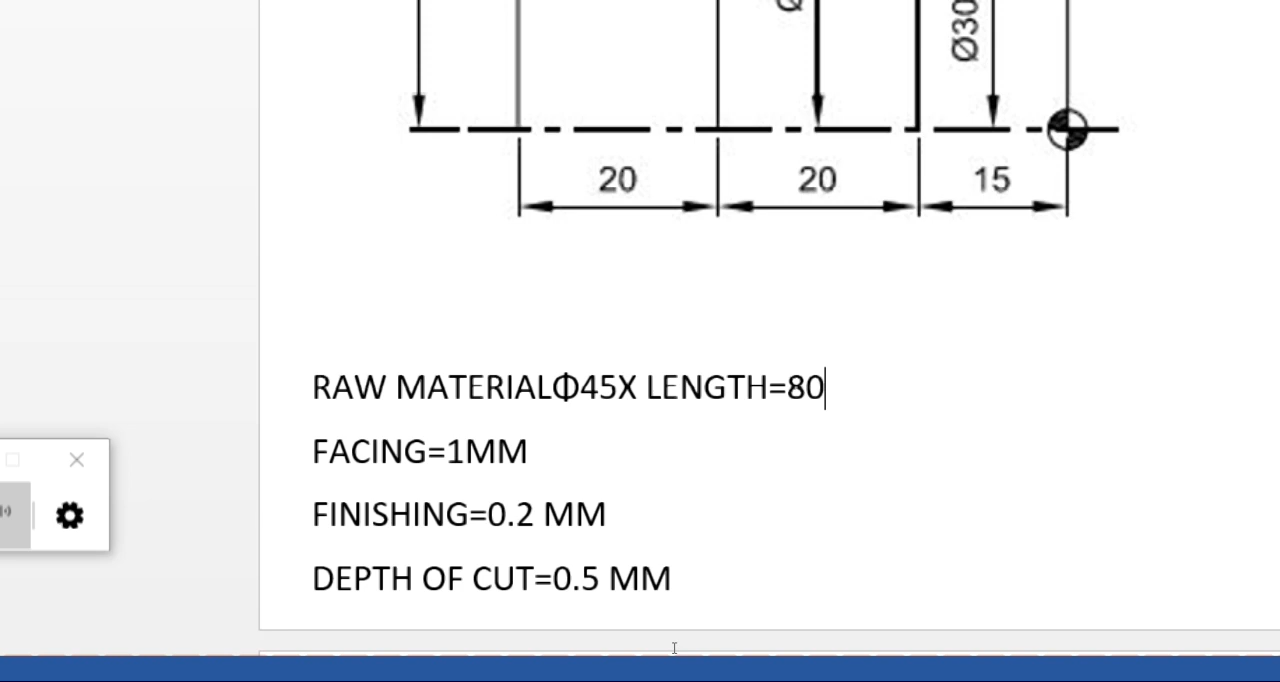 Ø
Ø30
20 20 15
RAW MATERIALΦ45X LENGTH=80
FACING=1MM
FINISHING=0.2 MM
DEPTH OF CUT=0.5 MM